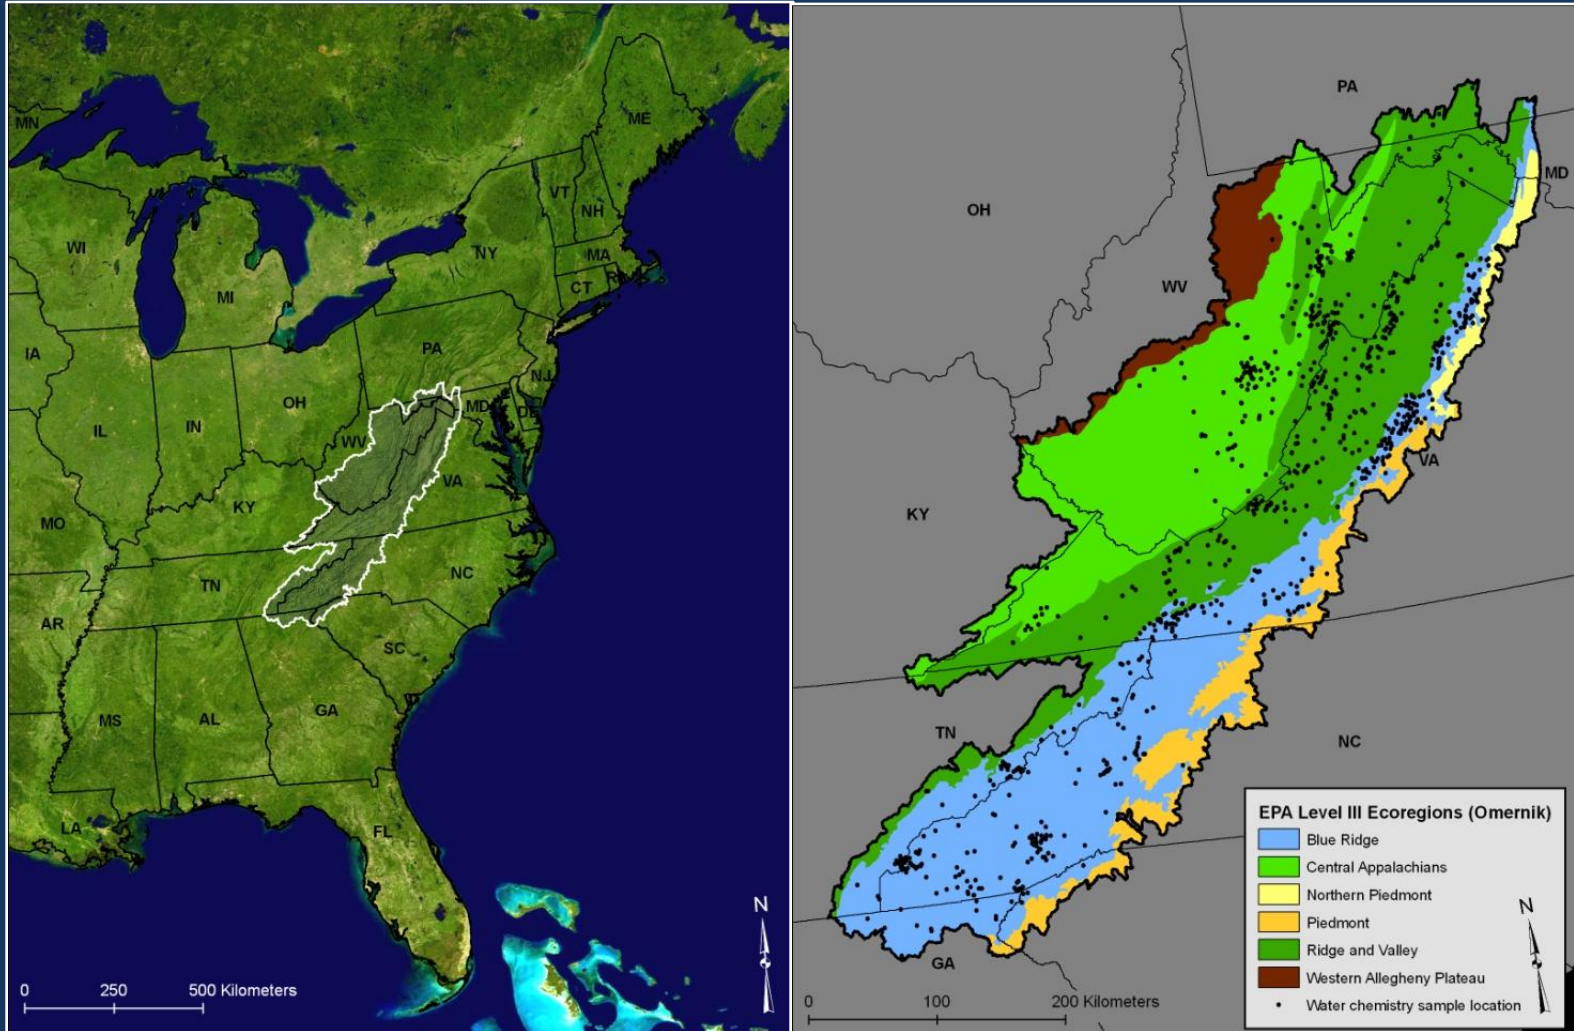 MN
ME
VT
NH
WI
NY
MA
MI
CT
IA
PA
NJ
OH
MD
DE
IL
IN
WV
VA
KY
MO
TN
NC
AR
SC
MS
AL
GA
LA
FL
N
0 250 500 Kilometers
PA
MD
OH
WV
VA
KY
TN
NC
GA
N
0 100 200 Kilometers
EPA Level III Ecoregions (Omernik)
Blue Ridge
Central Appalachians
Northern Piedmont
Piedmont
Ridge and Valley
Western Allegheny Plateau
Water chemistry sample location